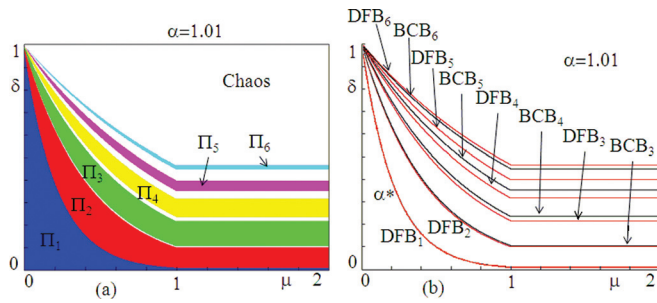 α=1.01
1
δ
0
Chaos
Π₁
Π₂
Π₃
Π₄
Π₅
Π₆
0
1
μ
2
(a)
DFB₆
BCB₆
DFB₅
BCB₅
DFB₄
BCB₄
DFB₃
BCB₃
α=1.01
1
δ
0
α*
DFB₁
DFB₂
0
1
μ
2
(b)